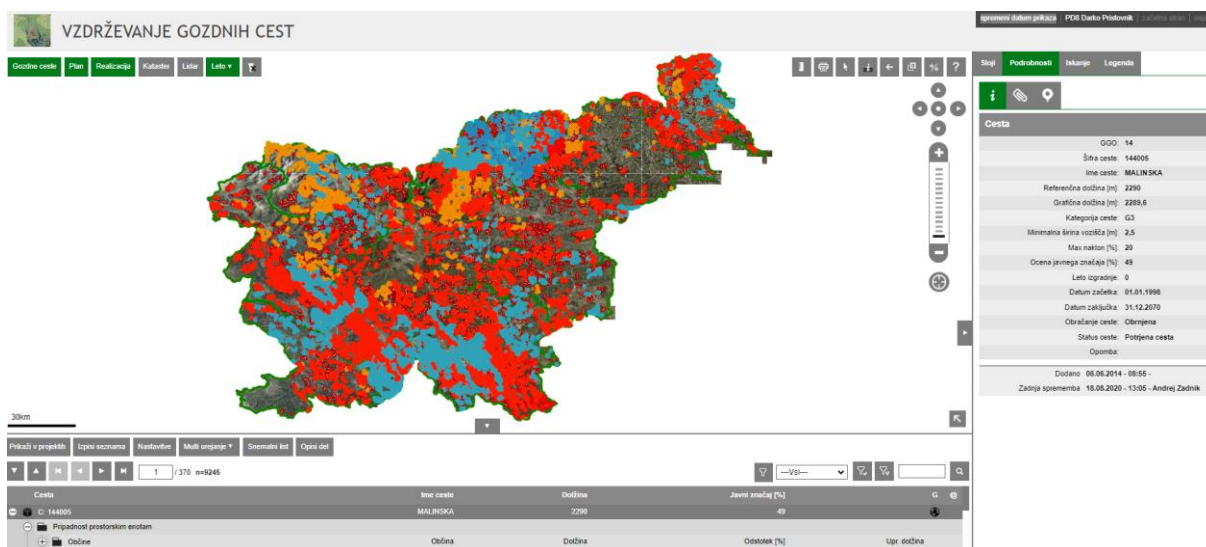 VZDRŽEVANJE GOZDNIH CEST
spremeni datum prikaza | PDB Darko Pristovnik | začetna stran |
Gozdne ceste Plan Realizacija Kataster Lidar Leto
Sloji Podrobnosti Iskanje Legenda
Cesta
GGO: 14
Šifra ceste: 144005
Ime ceste: MALINSKA
Referenčna dolžina [m]: 2290
Grafična dolžina [m]: 2289,6
Kategorija ceste: G3
Minimalna širina vozišča [m]: 2,5
Max naklon [%]: 20
Ocena javnega značaja [%]: 49
Leto izgradnje: 0
Datum začetka: 01.01.1998
Datum zaključka: 31.12.2070
Obračanje ceste: Obrnjena
Status ceste: Potrjena cesta
Opomba:
Dodano 06.06.2014 - 08:55 -
Zadnja sprememba 18.08.2020 - 13:05 - Andrej Zadnik
30km
Prikaži v projektih Izpisi seznama Nastavitve Multi urejanje Snemalni list Opisi del
1 / 370 n=9245
---Vsi---
Cesta Ime ceste Dolžina Javni značaj [%] G
C: 144005 MALINSKA 2290 49
Pripadnost prostorskim enotam
Občine Občina Dolžina Odstotek [%] Upr. dolžina